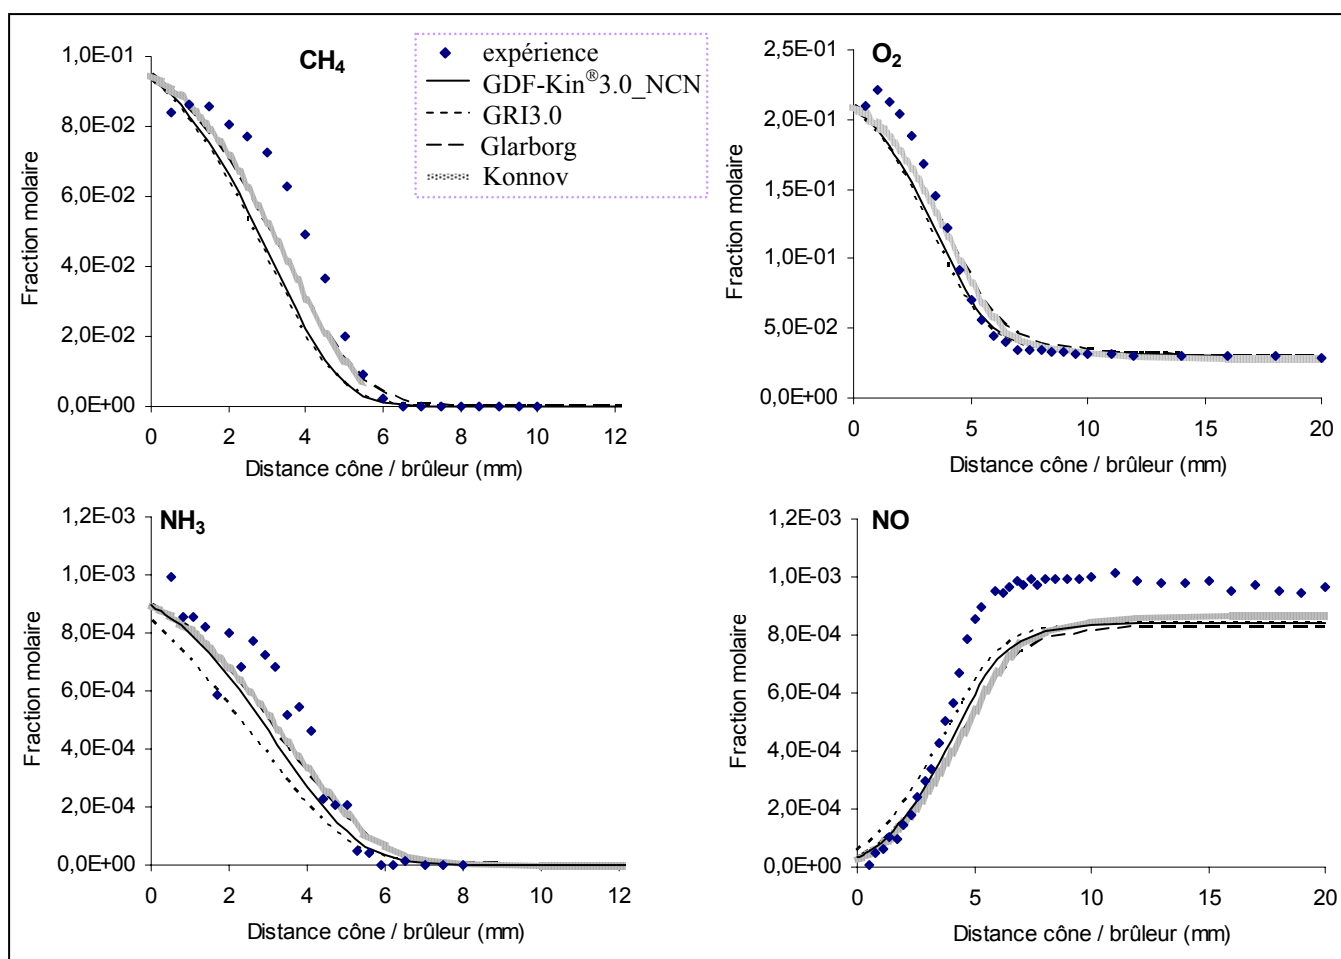 CH₄
1,0E-01
8,0E-02
6,0E-02
4,0E-02
2,0E-02
0,0E+00
Fraction molaire
0 2 4 6 8 10 12
Distance cône / brûleur (mm)
expérience
GDF-Kin®3.0_NCN
GRI3.0
Glarborg
Konnov
O₂
2,5E-01
2,0E-01
1,5E-01
1,0E-01
5,0E-02
0,0E+00
Fraction molaire
0 5 10 15 20
Distance cône / brûleur (mm)
NH₃
1,2E-03
1,0E-03
8,0E-04
6,0E-04
4,0E-04
2,0E-04
0,0E+00
Fraction molaire
0 2 4 6 8 10 12
Distance cône / brûleur (mm)
NO
1,2E-03
1,0E-03
8,0E-04
6,0E-04
4,0E-04
2,0E-04
0,0E+00
Fraction molaire
0 5 10 15 20
Distance cône / brûleur (mm)